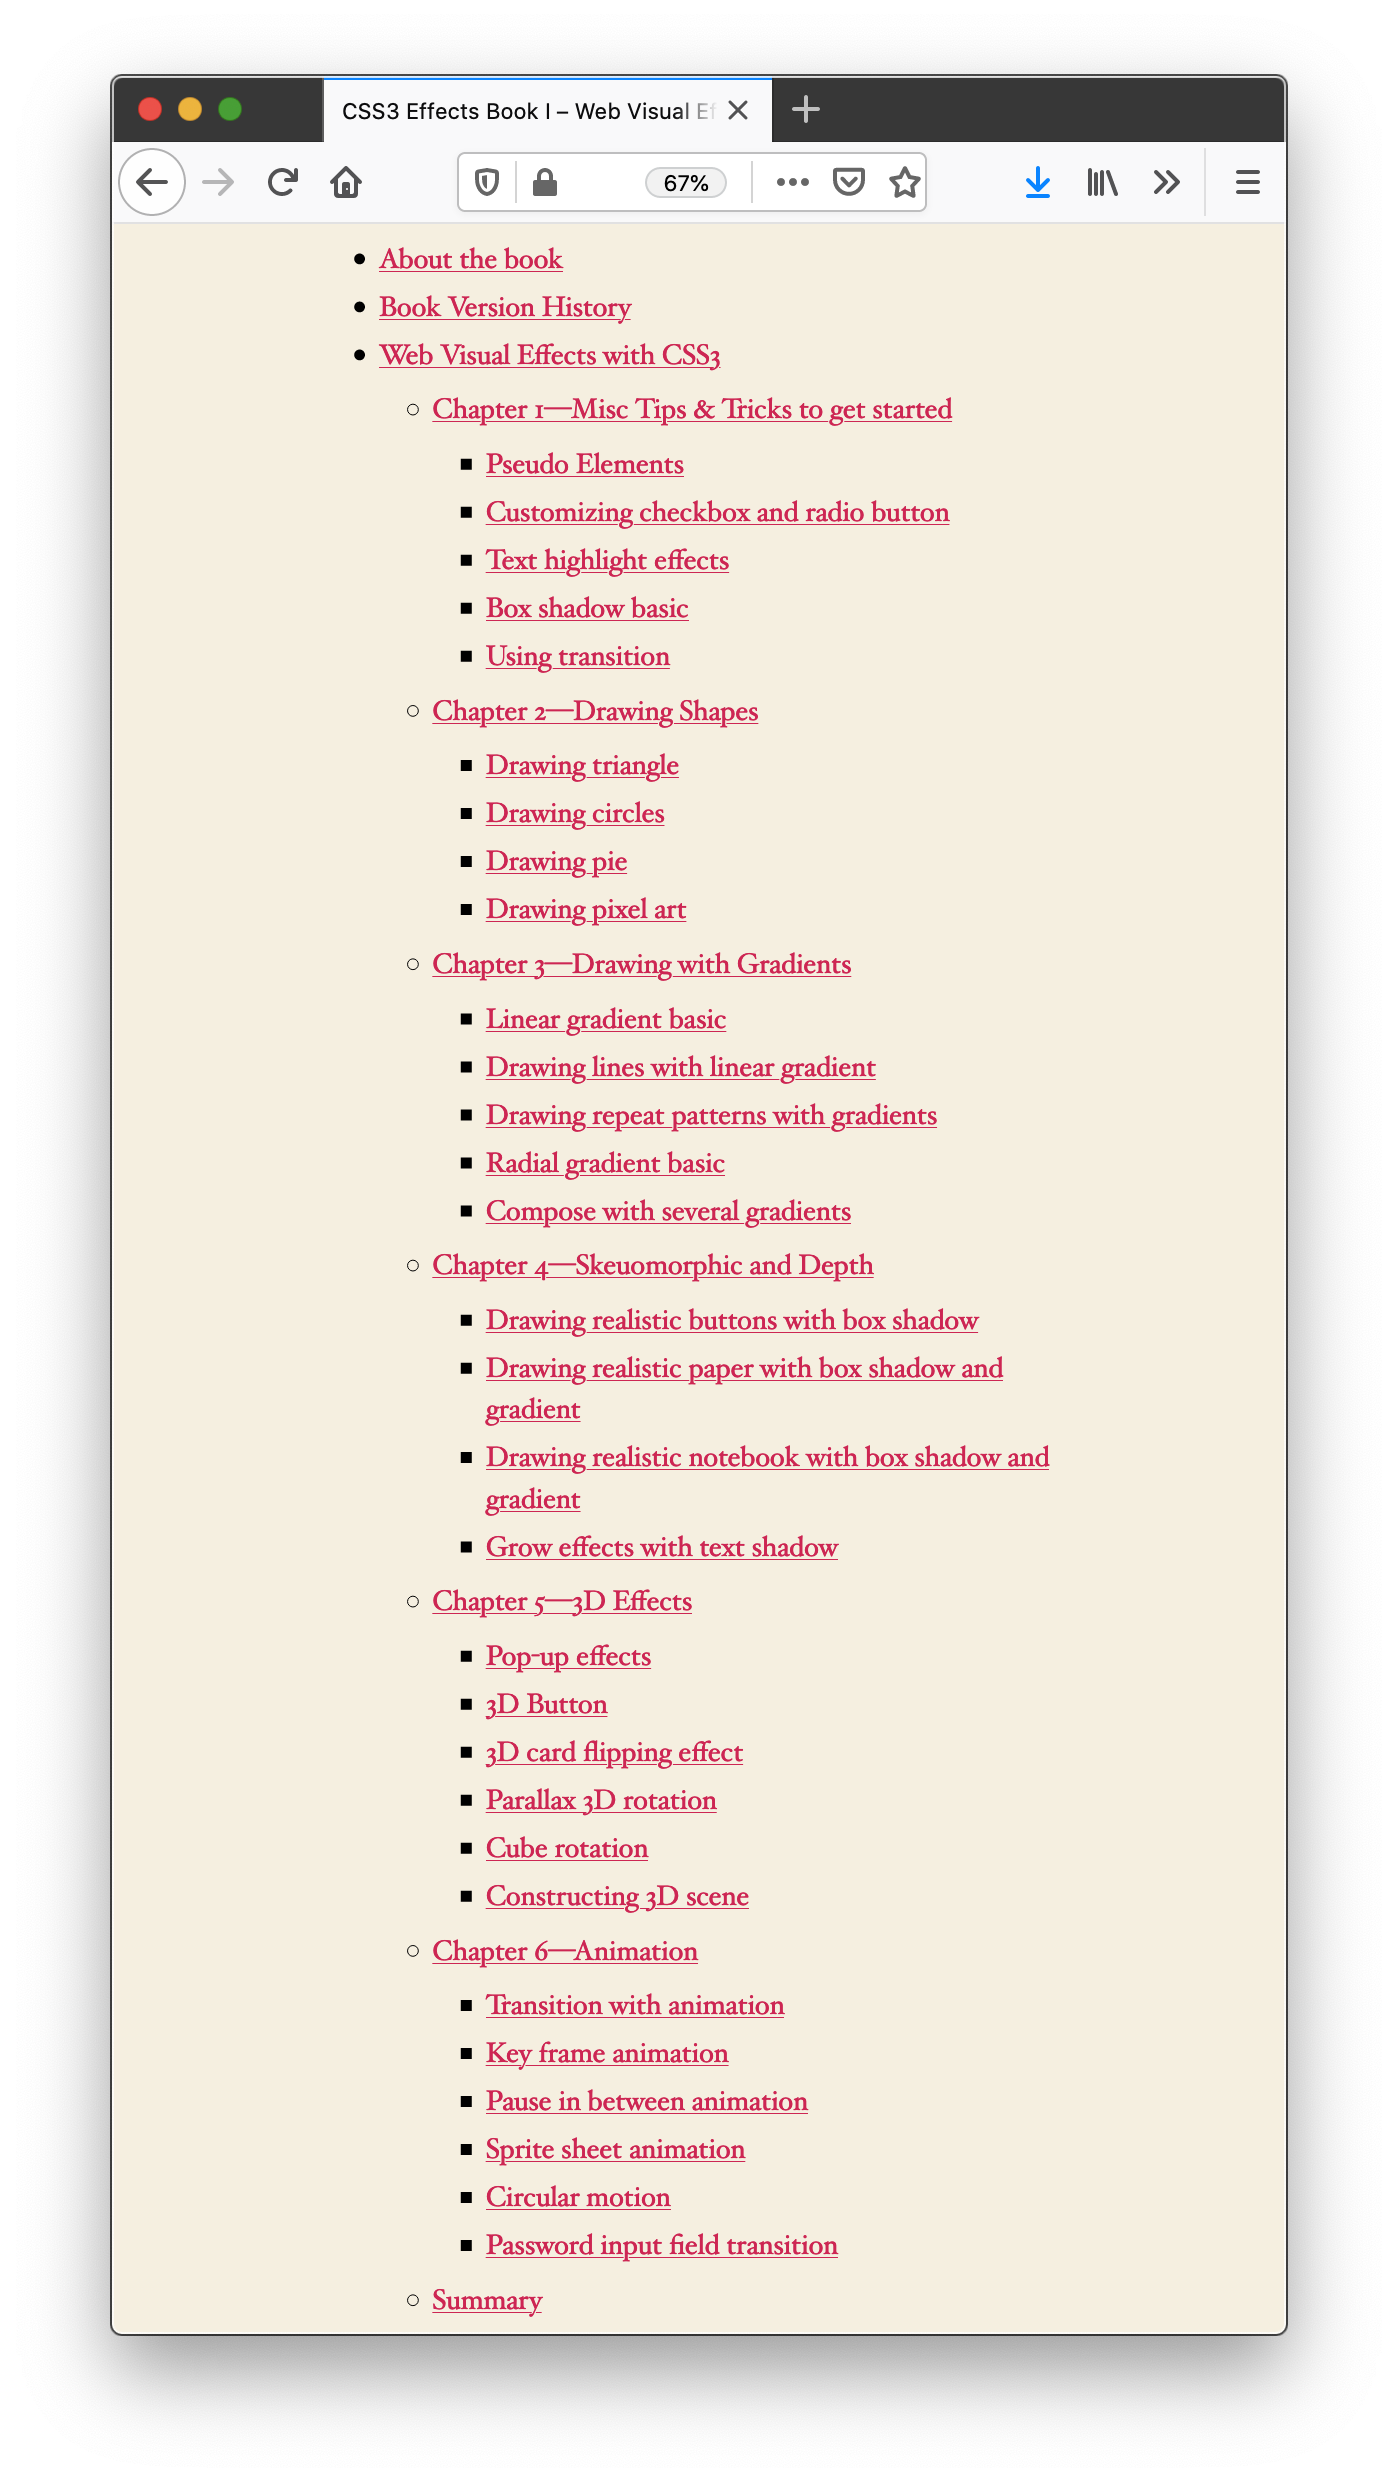 CSS3 Effects Book I – Web Visual Ef
67%
About the book
Book Version History
Web Visual Effects with CSS3
Chapter 1—Misc Tips & Tricks to get started
Pseudo Elements
Customizing checkbox and radio button
Text highlight effects
Box shadow basic
Using transition
Chapter 2—Drawing Shapes
Drawing triangle
Drawing circles
Drawing pie
Drawing pixel art
Chapter 3—Drawing with Gradients
Linear gradient basic
Drawing lines with linear gradient
Drawing repeat patterns with gradients
Radial gradient basic
Compose with several gradients
Chapter 4—Skeuomorphic and Depth
Drawing realistic buttons with box shadow
Drawing realistic paper with box shadow and
gradient
Drawing realistic notebook with box shadow and
gradient
Grow effects with text shadow
Chapter 5—3D Effects
Pop-up effects
3D Button
3D card flipping effect
Parallax 3D rotation
Cube rotation
Constructing 3D scene
Chapter 6—Animation
Transition with animation
Key frame animation
Pause in between animation
Sprite sheet animation
Circular motion
Password input field transition
Summary